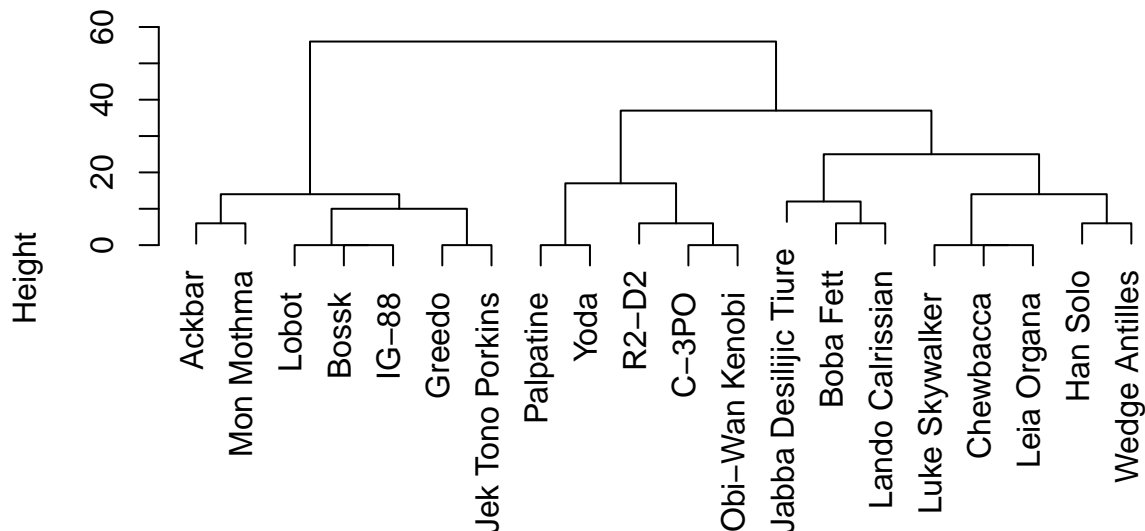 Height
0
20
40
60
Ackbar
Mon Mothma
Lobot
Bossk
IG−88
Greedo
Jek Tono Porkins
Palpatine
Yoda
R2−D2
C−3PO
Obi−Wan Kenobi
Jabba Desilijic Tiure
Boba Fett
Lando Calrissian
Luke Skywalker
Chewbacca
Leia Organa
Han Solo
Wedge Antilles